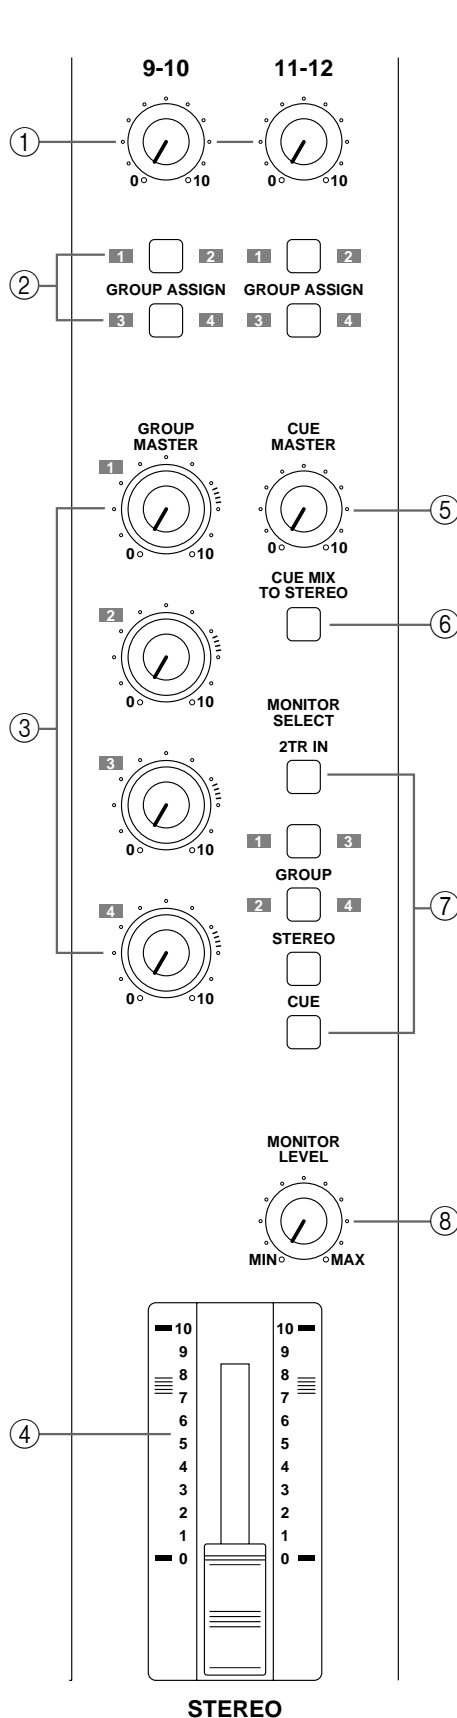 9-10 11-12
①
0 10 0 10
1 2 1 2
②
GROUP ASSIGN GROUP ASSIGN
3 4 3 4
GROUP MASTER
CUE MASTER
1
⑤
0 10 0 10
CUE MIX
TO STEREO
2
⑥
0 10
③
MONITOR
SELECT
2TR IN
3
1 3
0 10
GROUP
⑦
4
2 4
STEREO
0 10
CUE
MONITOR
LEVEL
⑧
MIN MAX
10 10
9 9
8 8
7 7
6 6
④
5 5
4 4
3 3
2 2
1 1
0 0
STEREO